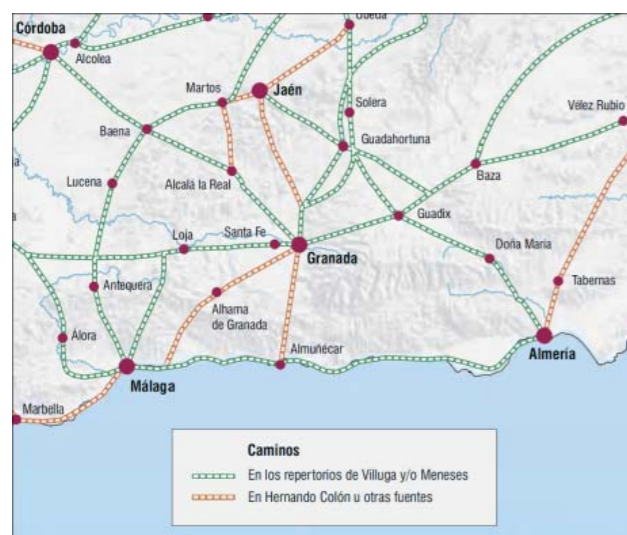 Córdoba
Alcolea
Úbeda
Martos
Jaén
Solera
Vélez Rubio
Baena
Guadahortuna
a
Lucena
Alcalá la Real
Baza
a
Loja
Santa Fe
Guadix
Granada
Doña María
Antequera
Tabernas
Alhama
de Granada
Álora
Almuñécar
Almería
Málaga
Marbella
Caminos
En los repertorios de Villuga y/o Meneses
En Hernando Colón u otras fuentes